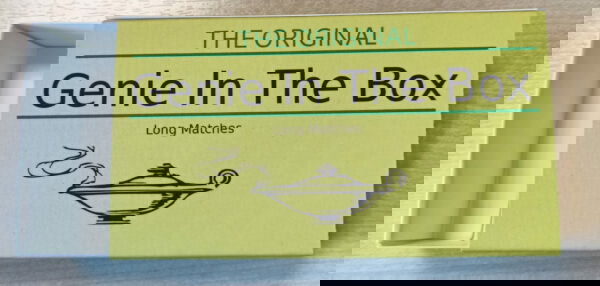 THE ORIGINAL
Genie In The Box
Long Matches